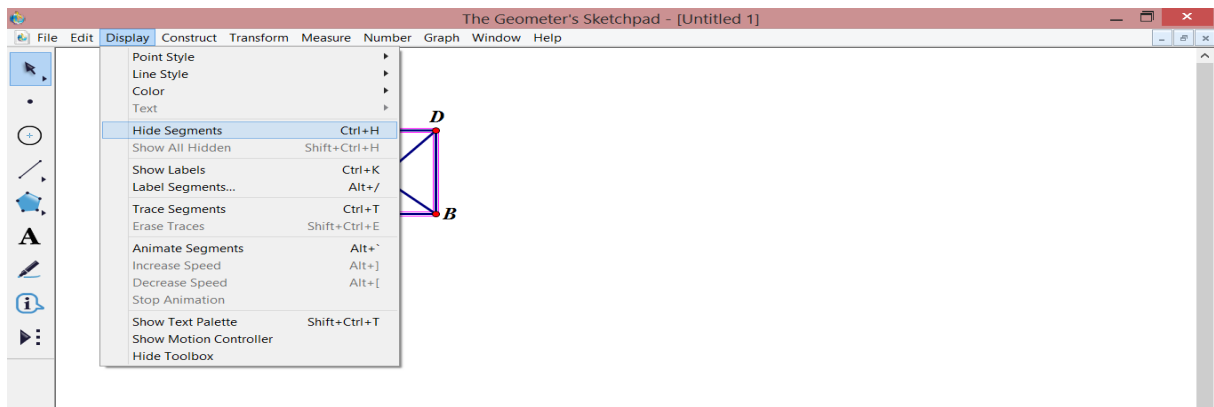 The Geometer's Sketchpad - [Untitled 1]
File Edit Display Construct Transform Measure Number Graph Window Help
Point Style
Line Style
Color
Text
Hide Segments Ctrl+H
Show All Hidden Shift+Ctrl+H
Show Labels Ctrl+K
Label Segments... Alt+/
Trace Segments Ctrl+T
Erase Traces Shift+Ctrl+E
Animate Segments Alt+`
Increase Speed Alt+]
Decrease Speed Alt+[
Stop Animation
Show Text Palette Shift+Ctrl+T
Show Motion Controller
Hide Toolbox
D
B
A
i